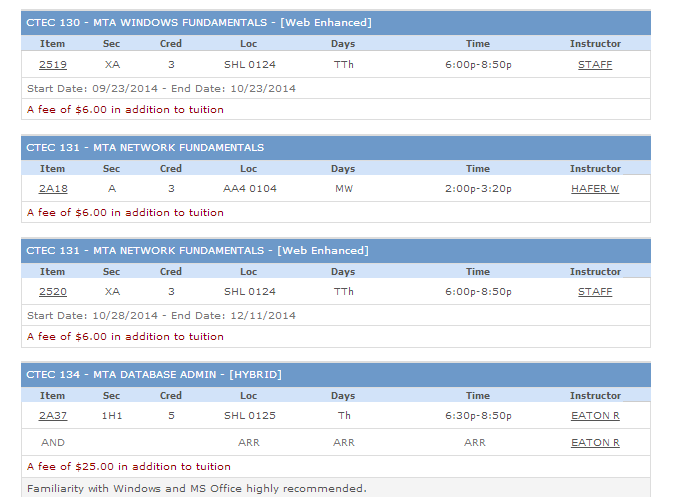 CTEC 130 - MTA WINDOWS FUNDAMENTALS - [Web Enhanced]
Item Sec Cred Loc Days Time Instructor
2519 XA 3 SHL 0124 TTh 6:00p-8:50p STAFF
Start Date: 09/23/2014 - End Date: 10/23/2014
A fee of $6.00 in addition to tuition
CTEC 131 - MTA NETWORK FUNDAMENTALS
Item Sec Cred Loc Days Time Instructor
2A18 A 3 AA4 0104 MW 2:00p-3:20p HAFER W
A fee of $6.00 in addition to tuition
CTEC 131 - MTA NETWORK FUNDAMENTALS - [Web Enhanced]
Item Sec Cred Loc Days Time Instructor
2520 XA 3 SHL 0124 TTh 6:00p-8:50p STAFF
Start Date: 10/28/2014 - End Date: 12/11/2014
A fee of $6.00 in addition to tuition
CTEC 134 - MTA DATABASE ADMIN - [HYBRID]
Item Sec Cred Loc Days Time Instructor
2A37 1H1 5 SHL 0125 Th 6:30p-8:50p EATON R
AND ARR ARR ARR EATON R
A fee of $25.00 in addition to tuition
Familiarity with Windows and MS Office highly recommended.